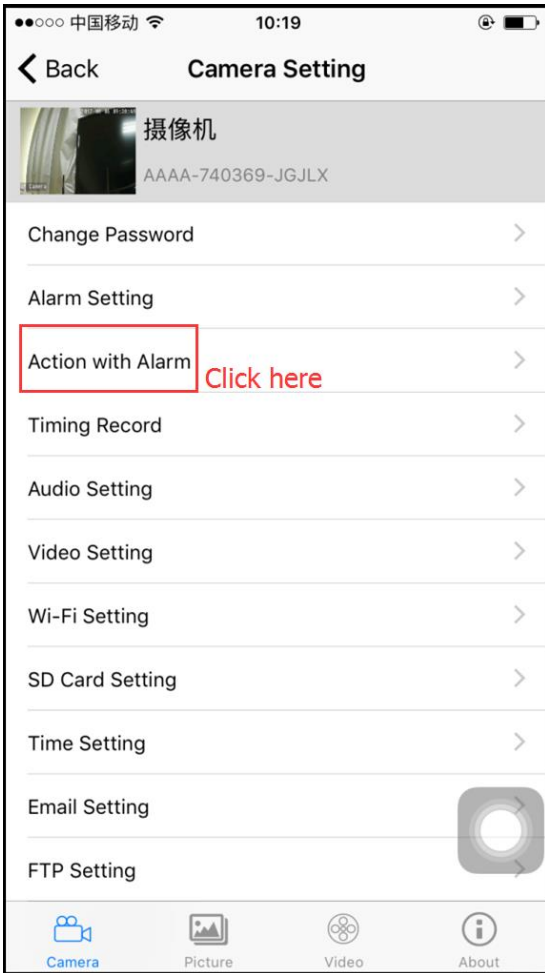 中国移动 10:19
Back Camera Setting
摄像机
AAAA-740369-JGJLX
Change Password
Alarm Setting
Action with Alarm
Click here
Timing Record
Audio Setting
Video Setting
Wi-Fi Setting
SD Card Setting
Time Setting
Email Setting
FTP Setting
Camera Picture Video About